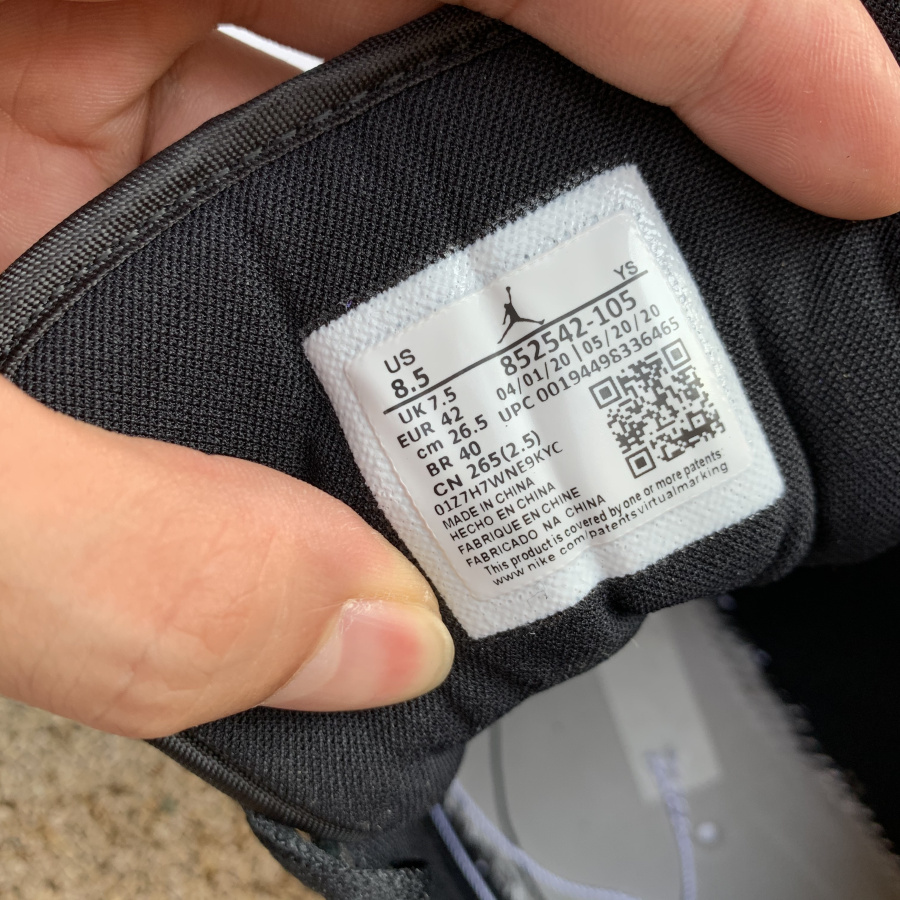 YS
US
8.5
852542-105
UK 7.5
04/01/20 | 05/20/20
EUR 42
UPC 00194498336465
cm 26.5
BR 40
CN 265(2.5)
01Z7H7WNE9KYC
MADE IN CHINA
HECHO EN CHINA
FABRIQUE EN CHINE
FABRICADO NA CHINA
This product is covered by one or more patents:
www.nike.com/Patentsvirtualmarking